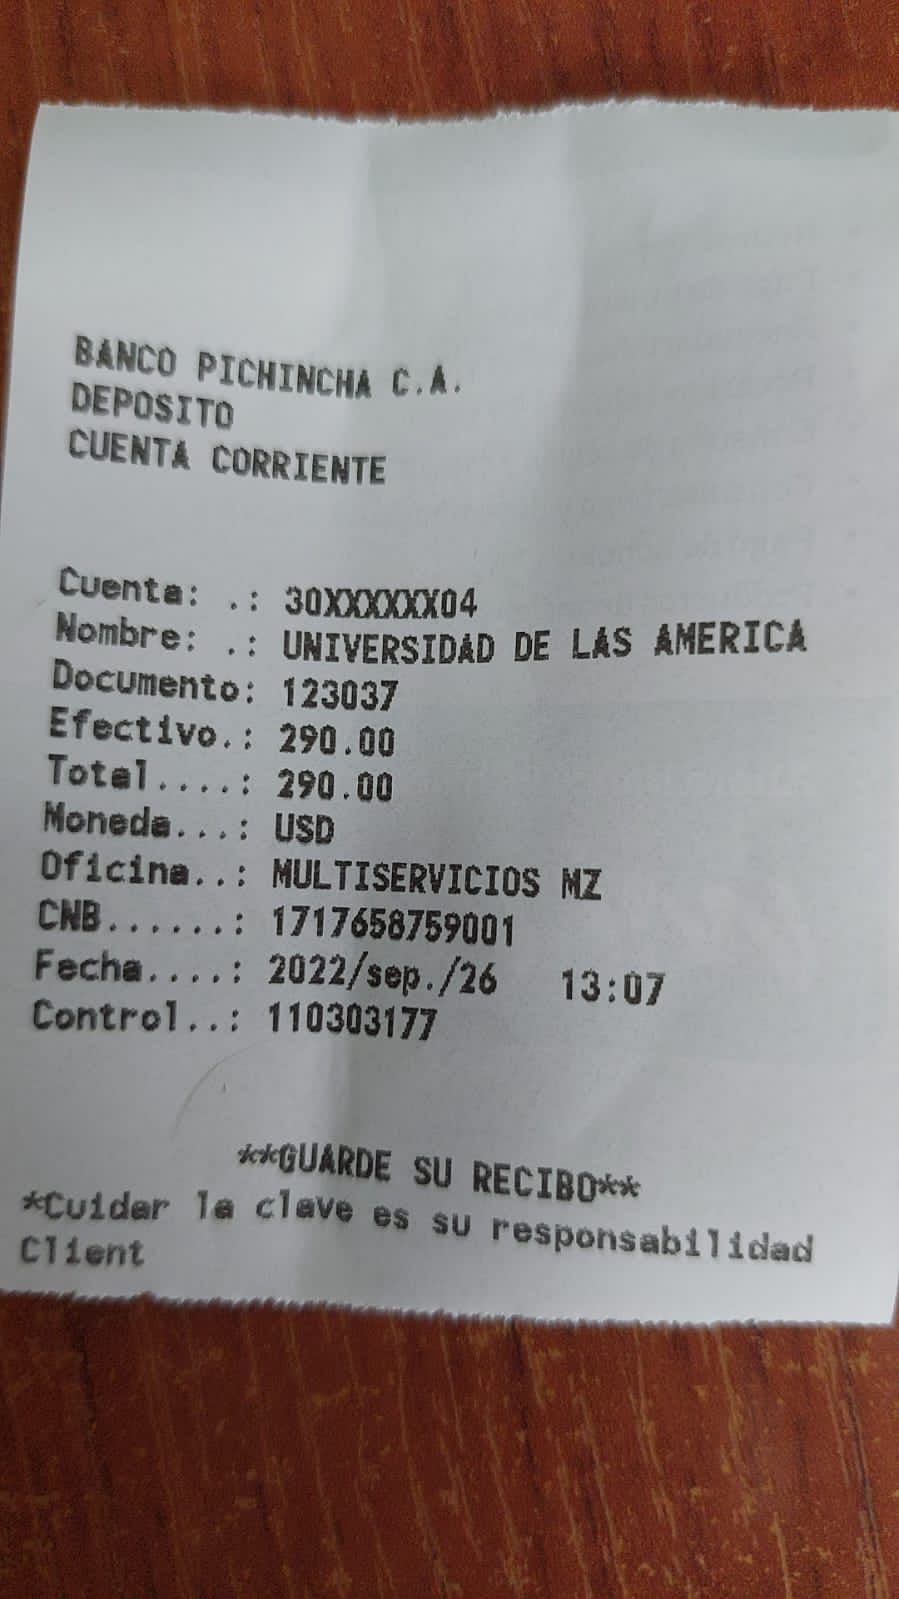 BANCO PICHINCHA C.A.
DEPOSITO
CUENTA CORRIENTE
Cuenta: .: 30XXXXXX04
Nombre: .: UNIVERSIDAD DE LAS AMERICA
Documento: 123037
Efectivo.: 290.00
Total....: 290.00
Moneda...: USD
Oficina..: MULTISERVICIOS MZ
CNB......: 1717658759001
Fecha....: 2022/sep./26 13:07
Control..: 110303177
**GUARDE SU RECIBO**
*Cuidar la clave es su responsabilidad
Client